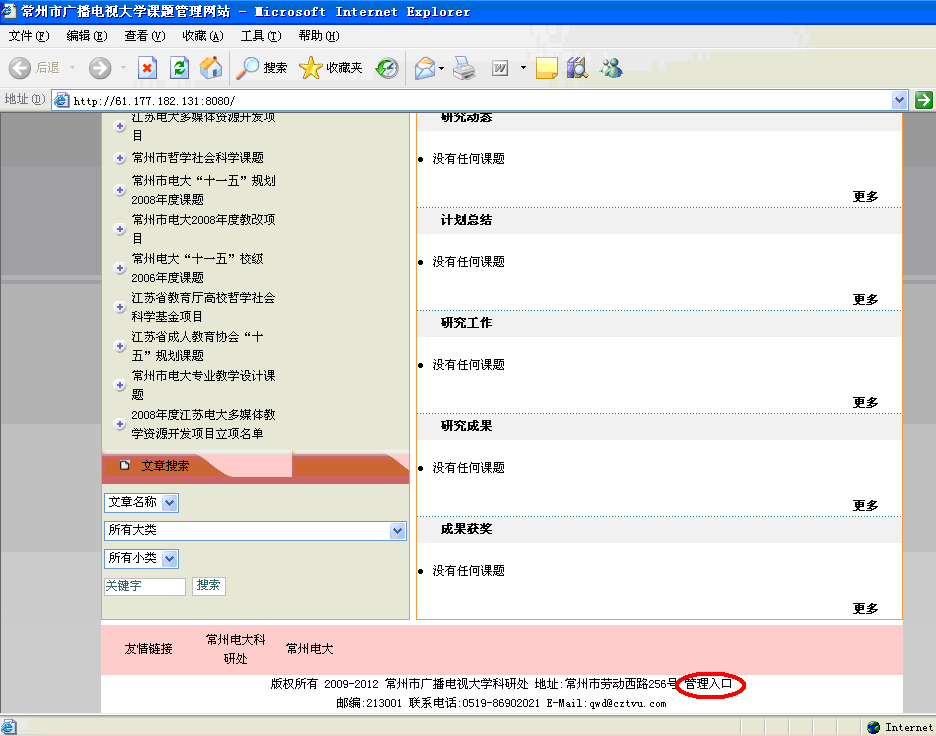 常州市广播电视大学课题管理网站 - Microsoft Internet Explorer
文件(F) 编辑(E) 查看(V) 收藏(A) 工具(T) 帮助(H)
后退 搜索 收藏夹
地址(D) http://61.177.182.131:8080/
江苏电大多媒体资源开发项
目
常州市哲学社会科学课题
常州市电大“十一五”规划
2008年度课题
常州市电大2008年度教改项
目
常州电大“十一五”校级
2006年度课题
江苏省教育厅高校哲学社会
科学基金项目
江苏省成人教育协会“十
五”规划课题
常州市电大专业教学设计课
题
2008年度江苏电大多媒体教
学资源开发项目立项名单
文章搜索
文章名称
所有大类
所有小类
关键字 搜索
研究动态
没有任何课题
更多
计划总结
没有任何课题
更多
研究工作
没有任何课题
更多
研究成果
没有任何课题
更多
成果获奖
没有任何课题
更多
友情链接 常州电大科
研处 常州电大
版权所有 2009-2012 常州市广播电视大学科研处 地址:常州市劳动西路256号 管理入口
邮编:213001 联系电话:0519-86902021 E-Mail:qwd@cztvu.com
Internet